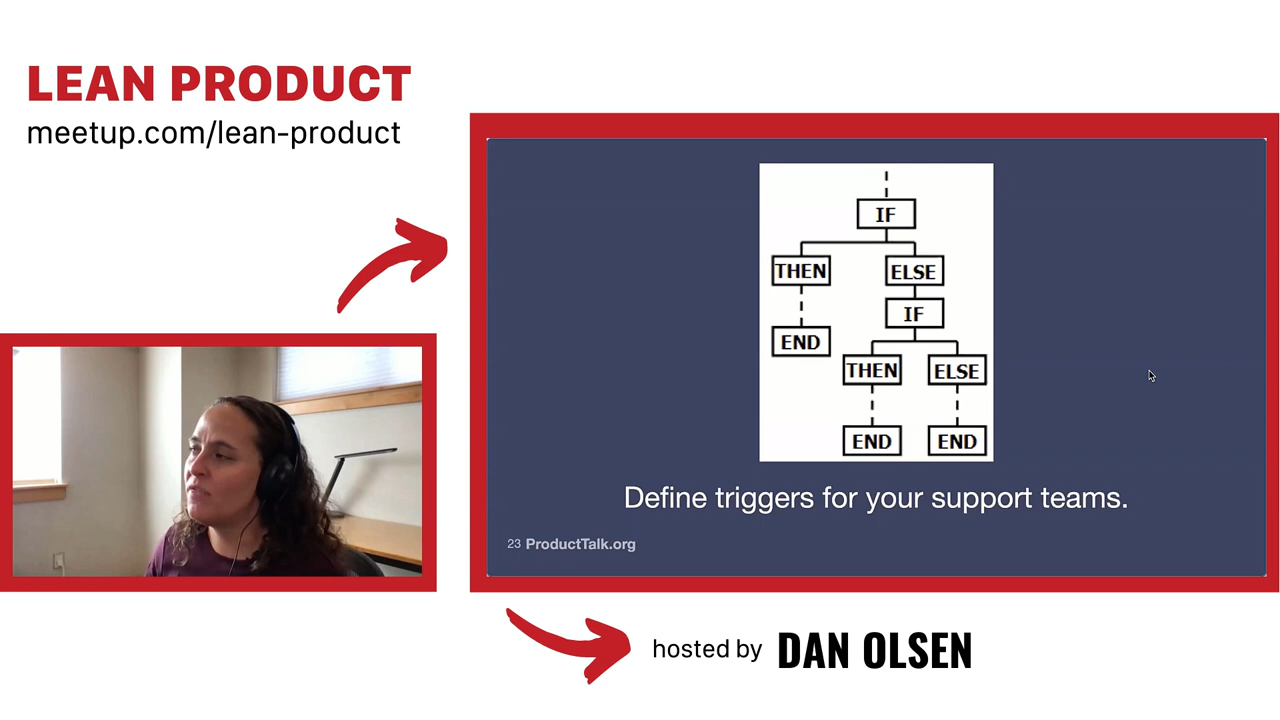 LEAN PRODUCT
meetup.com/lean-product
IF
THEN ELSE
IF
END
THEN ELSE
END END
Define triggers for your support teams.
23 ProductTalk.org
hosted by DAN OLSEN